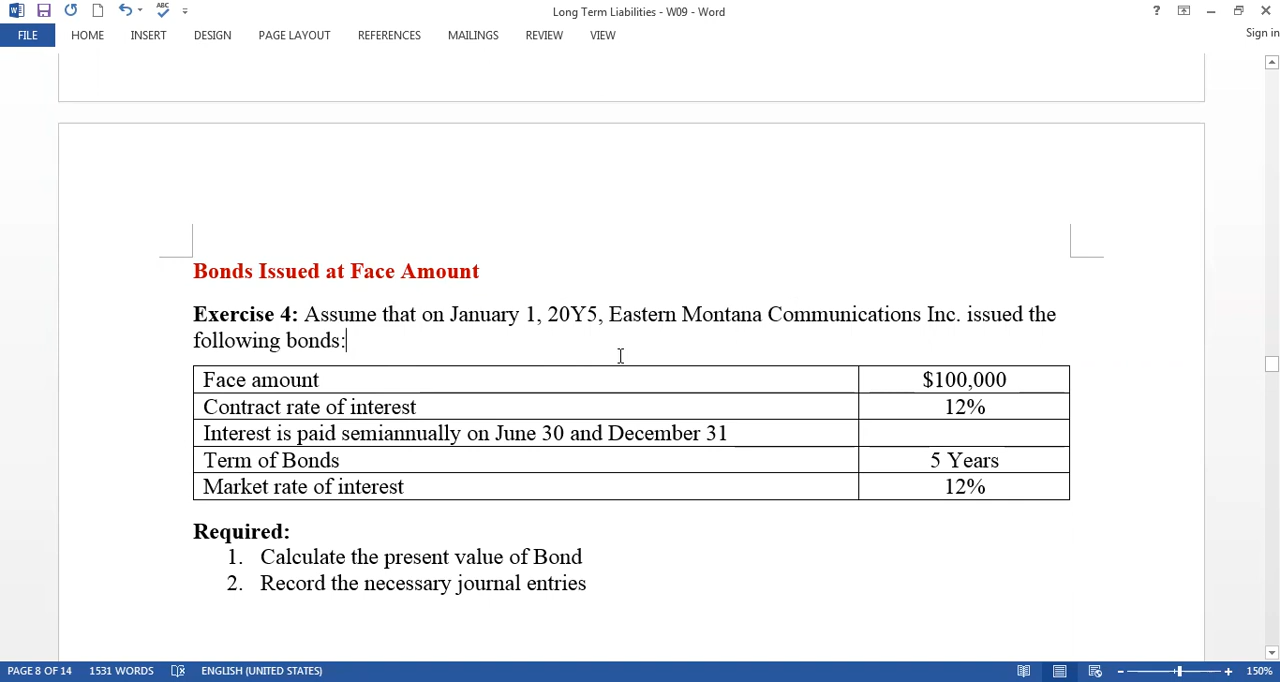 ABC
Long Term Liabilities - W09 - Word
?
FILE HOME INSERT DESIGN PAGE LAYOUT REFERENCES MAILINGS REVIEW VIEW
Sign in
Bonds Issued at Face Amount
Exercise 4: Assume that on January 1, 20Y5, Eastern Montana Communications Inc. issued the
following bonds:
Face amount $100,000
Contract rate of interest 12%
Interest is paid semiannually on June 30 and December 31
Term of Bonds 5 Years
Market rate of interest 12%
Required:
1. Calculate the present value of Bond
2. Record the necessary journal entries
PAGE 8 OF 14 1531 WORDS ENGLISH (UNITED STATES) 150%